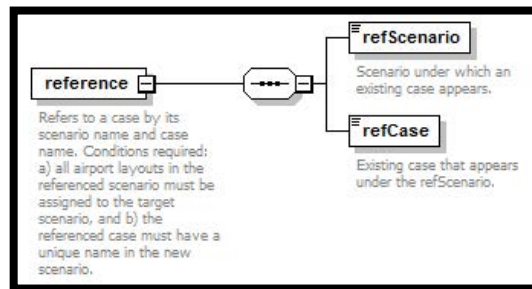 reference
Refers to a case by its
scenario name and case
name. Conditions required:
a) all airport layouts in the
referenced scenario must be
assigned to the target
scenario, and b) the
referenced case must have a
unique name in the new
scenario.
refScenario
Scenario under which an
existing case appears.
refCase
Existing case that appears
under the refScenario.